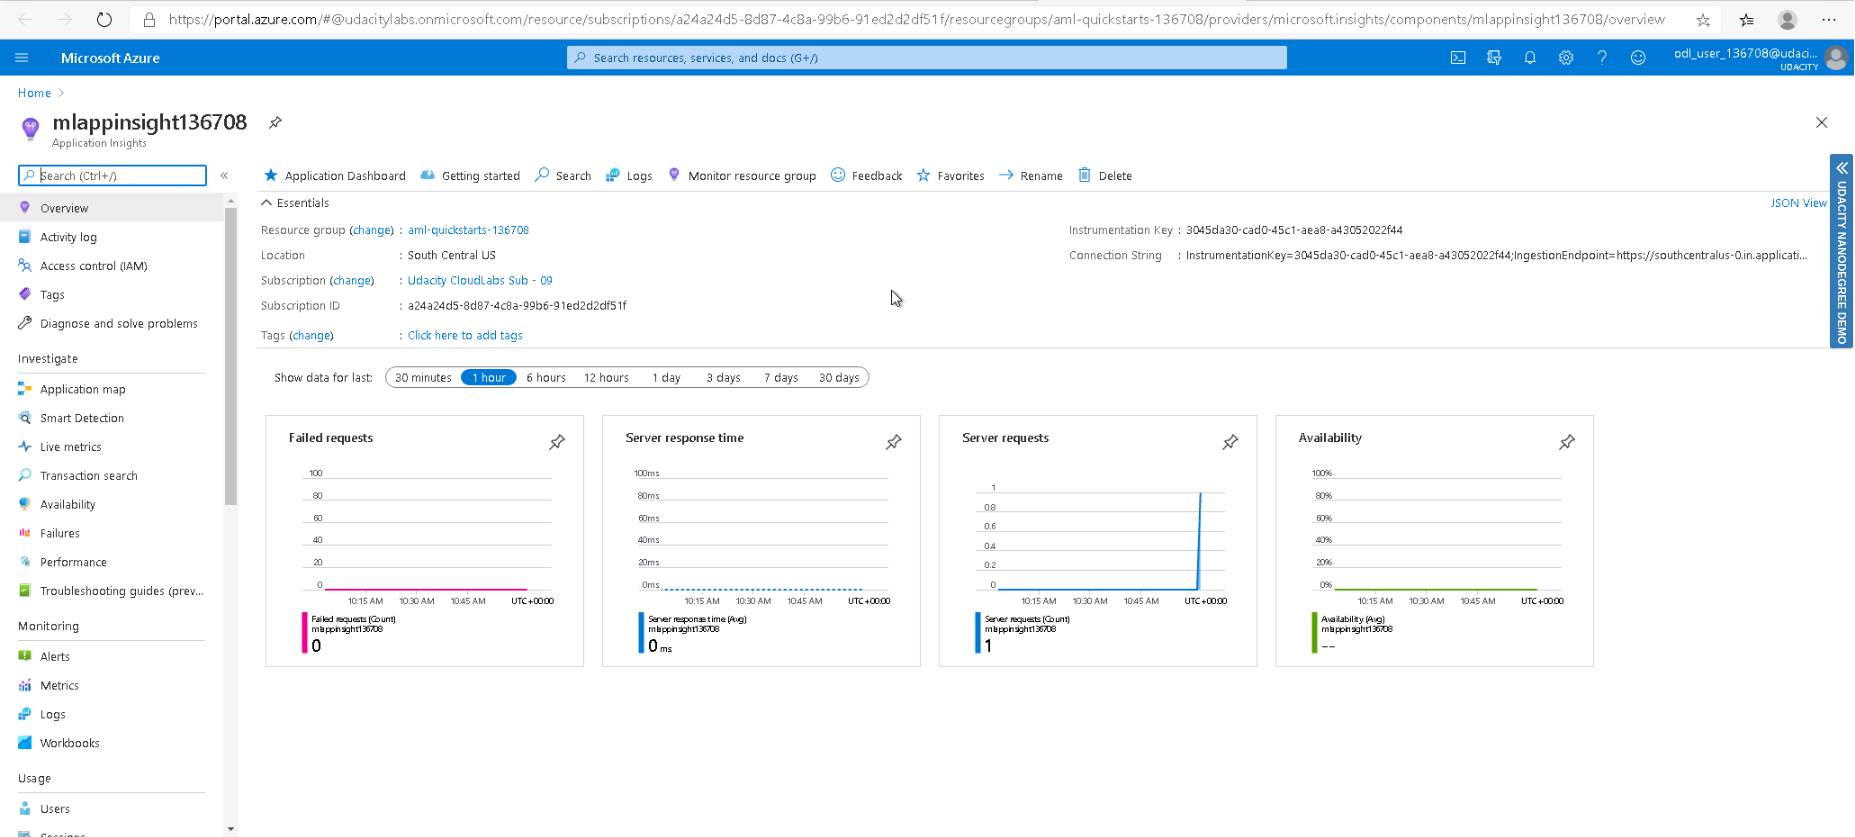 https://portal.azure.com/#@udacitylabs.onmicrosoft.com/resource/subscriptions/a24a24d5-8d87-4c8a-99b6-91ed2d2df51f/resourcegroups/aml-quickstarts-136708/providers/microsoft.insights/components/mlappinsight136708/overview
Microsoft Azure
Search resources, services, and docs (G+/)
odl_user_136708@udaci...
UDACITY
Home
mlappinsight136708
Application Insights
Search (Ctrl+/)
Application Dashboard Getting started Search Logs Monitor resource group Feedback Favorites Rename Delete
Overview
Activity log
Access control (IAM)
Tags
Diagnose and solve problems
Investigate
Application map
Smart Detection
Live metrics
Transaction search
Availability
Failures
Performance
Troubleshooting guides (prev...
Monitoring
Alerts
Metrics
Logs
Workbooks
Usage
Users
Sessions
Essentials
JSON View
Resource group (change) : aml-quickstarts-136708
Location : South Central US
Subscription (change) : Udacity CloudLabs Sub - 09
Subscription ID : a24a24d5-8d87-4c8a-99b6-91ed2d2df51f
Tags (change) : Click here to add tags
Instrumentation Key : 3045da30-cad0-45c1-aea8-a43052022f44
Connection String : InstrumentationKey=3045da30-cad0-45c1-aea8-a43052022f44;IngestionEndpoint=https://southcentralus-0.in.applicati...
UDACITY NANODEGREE DEMO
Show data for last: 30 minutes 1 hour 6 hours 12 hours 1 day 3 days 7 days 30 days
Failed requests
100
80
60
40
20
0
10:15 AM 10:30 AM 10:45 AM UTC+00:00
Failed requests (Count)
mlappinsight136708
0
Server response time
100ms
80ms
60ms
40ms
20ms
0ms
10:15 AM 10:30 AM 10:45 AM UTC+00:00
Server response time (Avg)
mlappinsight136708
0 ms
Server requests
1
0.8
0.6
0.4
0.2
0
10:15 AM 10:30 AM 10:45 AM UTC+00:00
Server requests (Count)
mlappinsight136708
1
Availability
100%
80%
60%
40%
20%
0%
10:15 AM 10:30 AM 10:45 AM UTC+00:00
Availability (Avg)
mlappinsight136708
--